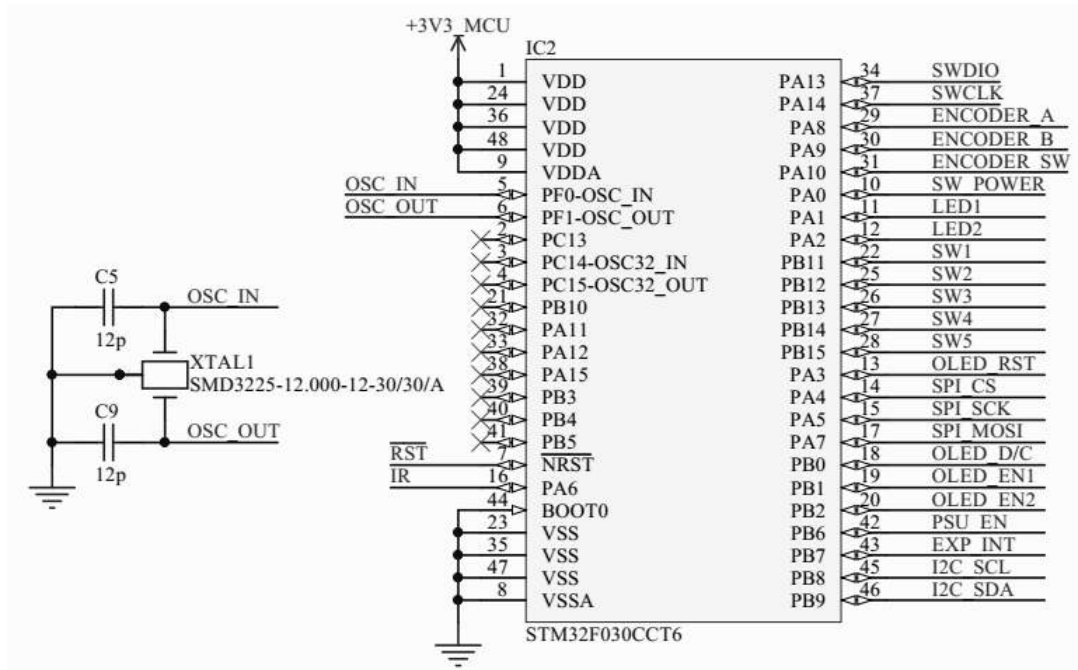 +3V3_MCU
IC2
1 VDD
24 VDD
36 VDD
48 VDD
9 VDDA
OSC_IN 5 PF0-OSC_IN
OSC_OUT 6 PF1-OSC_OUT
2 PC13
3 PC14-OSC32_IN
4 PC15-OSC32_OUT
21 PB10
32 PA11
33 PA12
38 PA15
39 PB3
40 PB4
41 PB5
RST 7 NRST
IR 16 PA6
44 BOOT0
23 VSS
35 VSS
47 VSS
8 VSSA
PA13 34 SWDIO
PA14 37 SWCLK
PA8 29 ENCODER_A
PA9 30 ENCODER_B
PA10 31 ENCODER_SW
PA0 10 SW_POWER
PA1 11 LED1
PA2 12 LED2
PB11 22 SW1
PB12 25 SW2
PB13 26 SW3
PB14 27 SW4
PB15 28 SW5
PA3 13 OLED_RST
PA4 14 SPI_CS
PA5 15 SPI_SCK
PA7 17 SPI_MOSI
PB0 18 OLED_D/C
PB1 19 OLED_EN1
PB2 20 OLED_EN2
PB6 42 PSU_EN
PB7 43 EXP_INT
PB8 45 I2C_SCL
PB9 46 I2C_SDA
STM32F030CCT6
C5
OSC_IN
12p
XTAL1
SMD3225-12.000-12-30/30/A
C9
OSC_OUT
12p